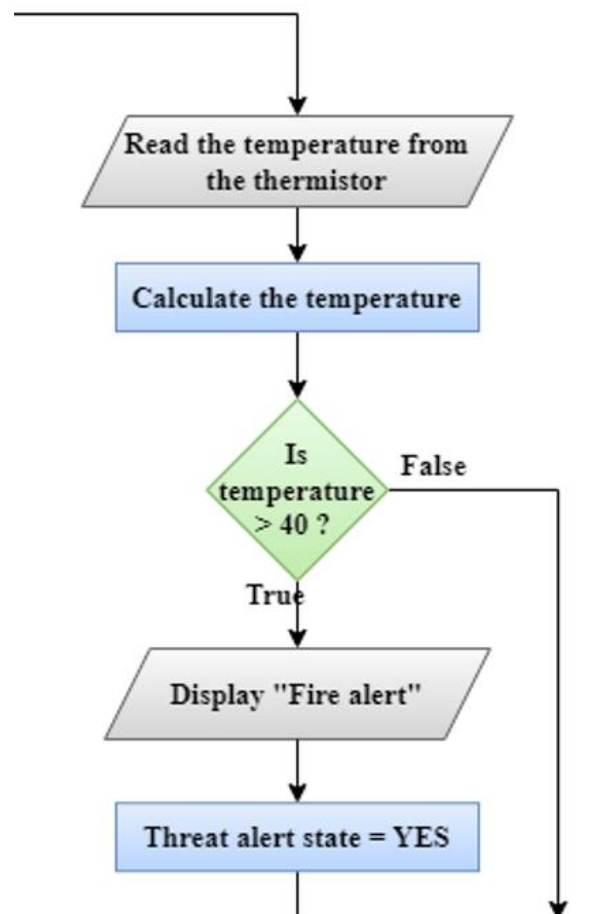 Read the temperature from
the thermistor
Calculate the temperature
Is
temperature
> 40 ?
False
True
Display "Fire alert"
Threat alert state = YES